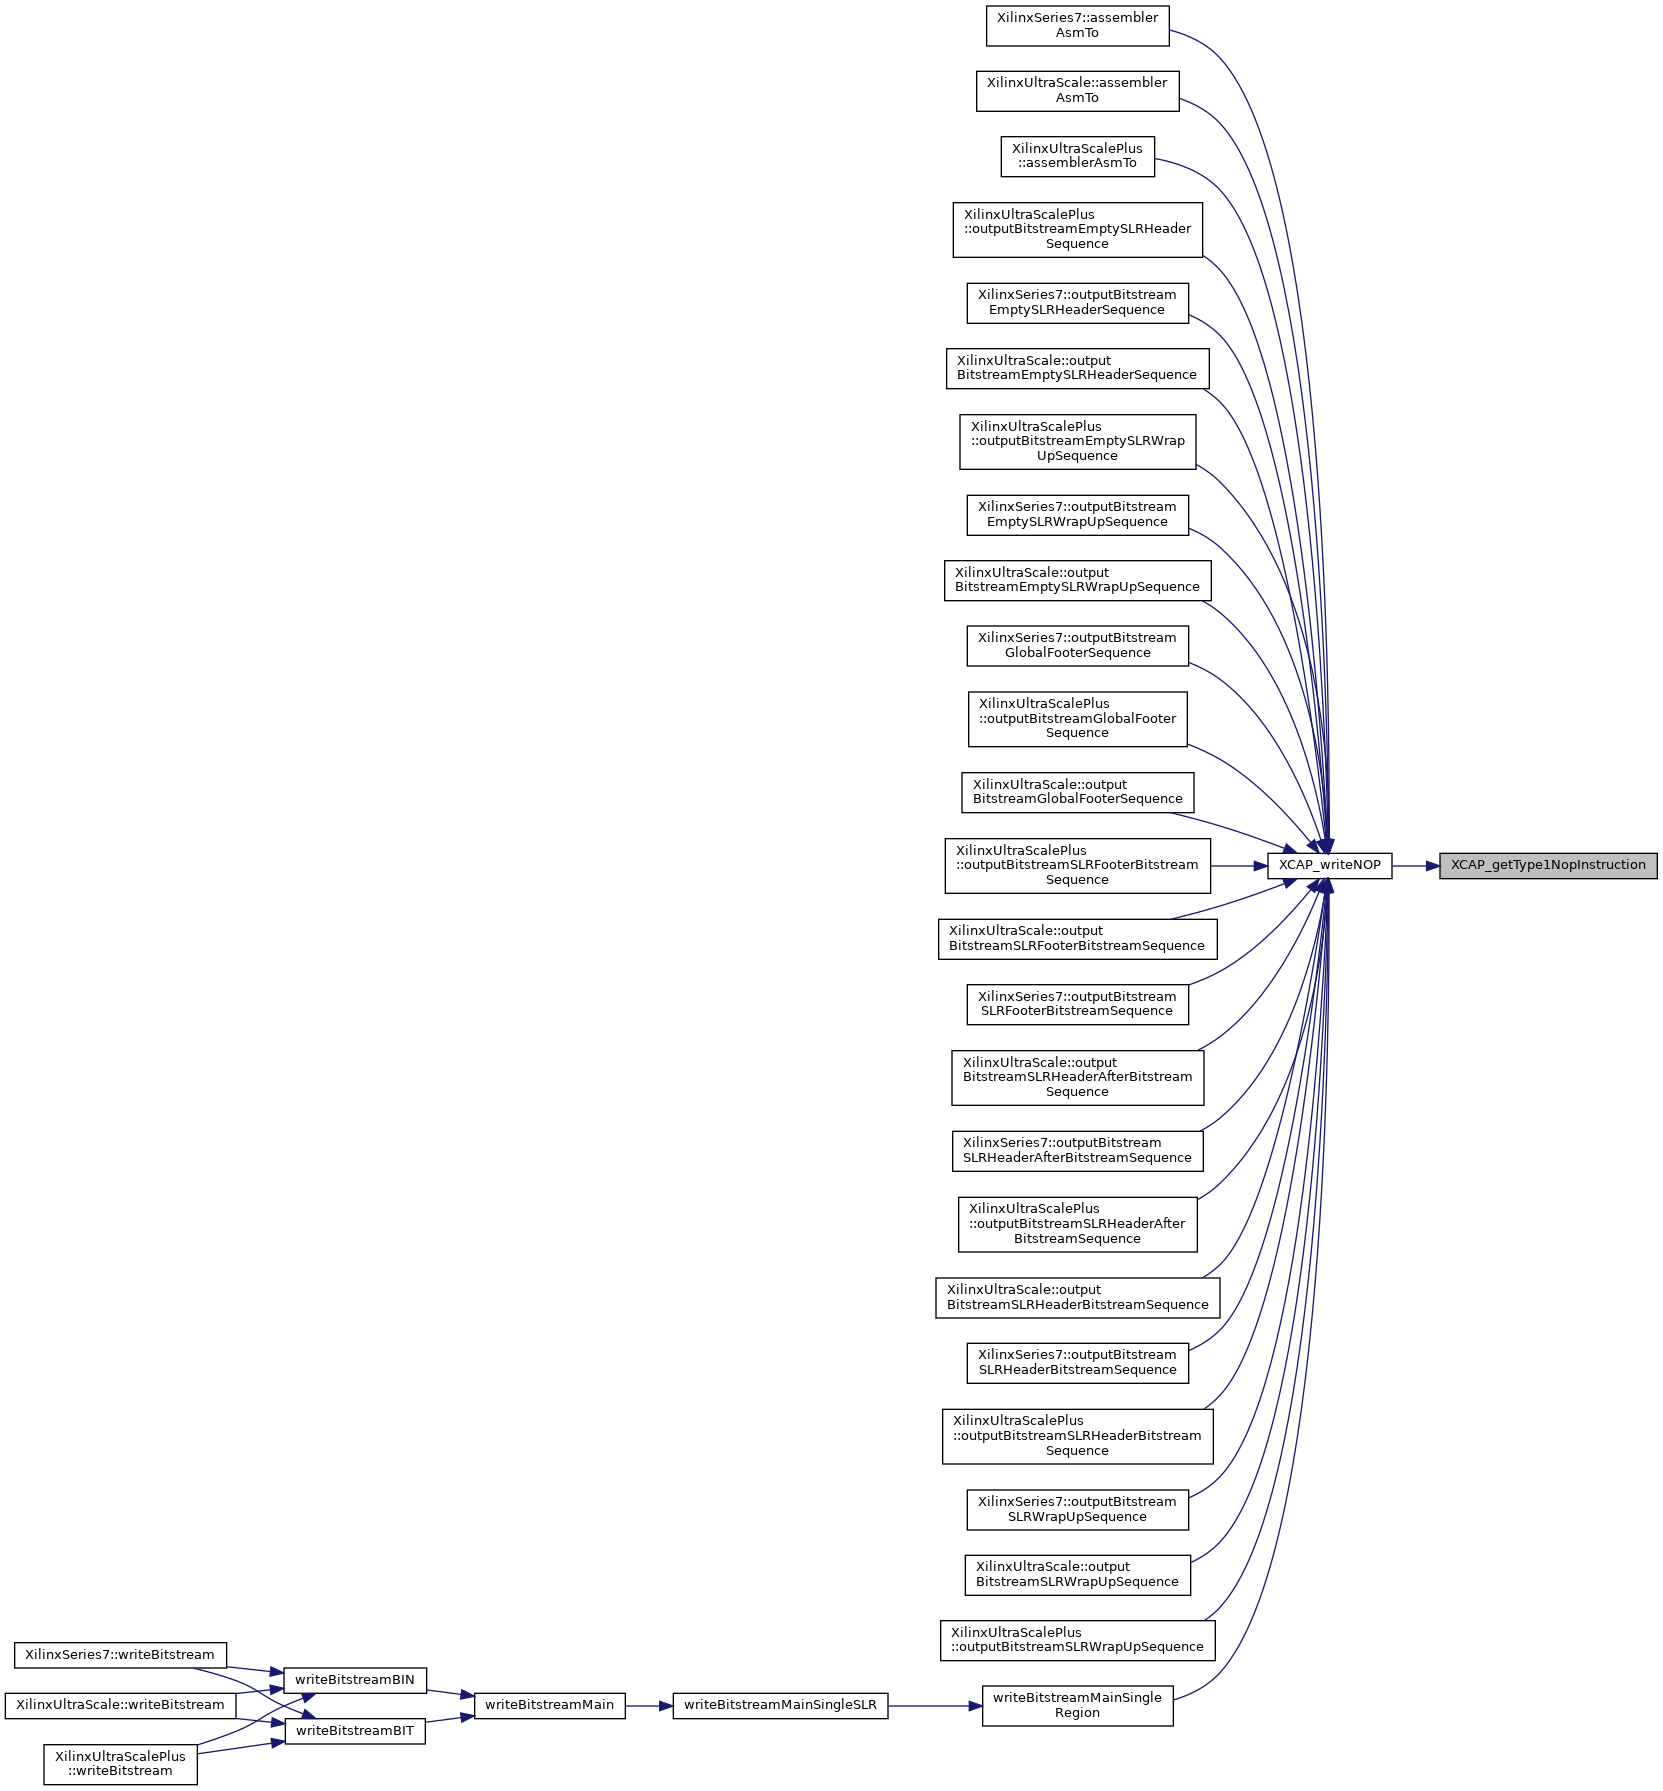 XilinxSeries7::assembler
AsmTo
XilinxUltraScale::assembler
AsmTo
XilinxUltraScalePlus
::assemblerAsmTo
XilinxUltraScalePlus
::outputBitstreamEmptySLRHeader
Sequence
XilinxSeries7::outputBitstream
EmptySLRHeaderSequence
XilinxUltraScale::output
BitstreamEmptySLRHeaderSequence
XilinxUltraScalePlus
::outputBitstreamEmptySLRWrap
UpSequence
XilinxSeries7::outputBitstream
EmptySLRWrapUpSequence
XilinxUltraScale::output
BitstreamEmptySLRWrapUpSequence
XilinxSeries7::outputBitstream
GlobalFooterSequence
XilinxUltraScalePlus
::outputBitstreamGlobalFooter
Sequence
XilinxUltraScale::output
BitstreamGlobalFooterSequence
XilinxUltraScalePlus
::outputBitstreamSLRFooterBitstream
Sequence
XCAP_writeNOP
XCAP_getType1NopInstruction
XilinxUltraScale::output
BitstreamSLRFooterBitstreamSequence
XilinxSeries7::outputBitstream
SLRFooterBitstreamSequence
XilinxUltraScale::output
BitstreamSLRHeaderAfterBitstream
Sequence
XilinxSeries7::outputBitstream
SLRHeaderAfterBitstreamSequence
XilinxUltraScalePlus
::outputBitstreamSLRHeaderAfter
BitstreamSequence
XilinxUltraScale::output
BitstreamSLRHeaderBitstreamSequence
XilinxSeries7::outputBitstream
SLRHeaderBitstreamSequence
XilinxUltraScalePlus
::outputBitstreamSLRHeaderBitstream
Sequence
XilinxSeries7::outputBitstream
SLRWrapUpSequence
XilinxUltraScale::output
BitstreamSLRWrapUpSequence
XilinxUltraScalePlus
::outputBitstreamSLRWrapUpSequence
XilinxSeries7::writeBitstream
XilinxUltraScale::writeBitstream
XilinxUltraScalePlus
::writeBitstream
writeBitstreamBIN
writeBitstreamBIT
writeBitstreamMain
writeBitstreamMainSingleSLR
writeBitstreamMainSingle
Region